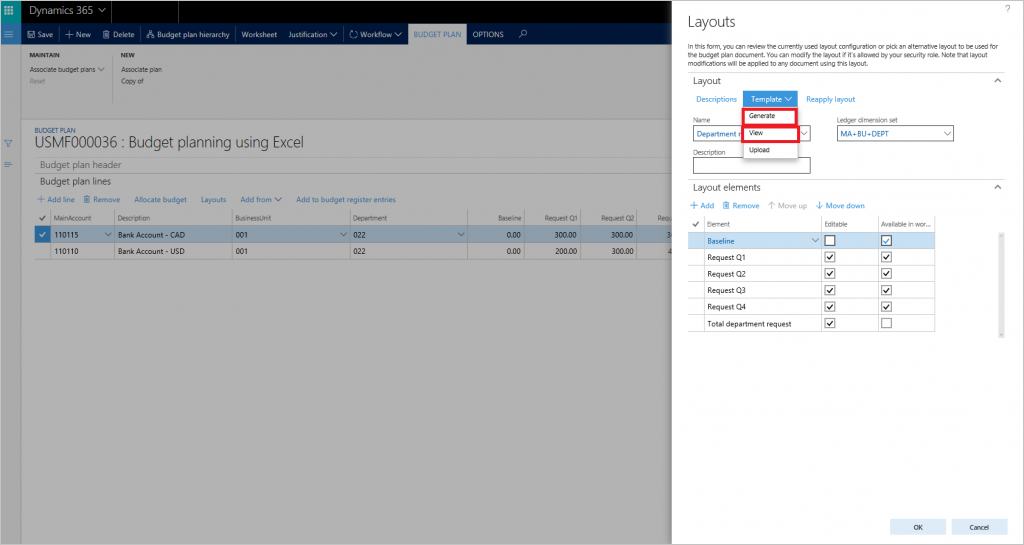 Dynamics 365
?
Save
New
Delete
Budget plan hierarchy
Worksheet
Justification
Workflow
BUDGET PLAN
OPTIONS
MAINTAIN
NEW
Associate budget plans
Associate plan
Reset
Copy of
BUDGET PLAN
USMF000036 : Budget planning using Excel
Budget plan header
Budget plan lines
+ Add line
Remove
Allocate budget
Layouts
Add from
Add to budget register entries
MainAccount Description BusinessUnit Department Baseline Request Q1 Request Q2
110115 Bank Account - CAD 001 022 0.00 300.00 300.00
110110 Bank Account - USD 001 022 0.00 200.00 300.00
Layouts
In this form, you can review the currently used layout configuration or pick an alternative layout to be used for
the budget plan document. You can modify the layout if it's allowed by your security role. Note that layout
modifications will be applied to any document using this layout.
Layout
Descriptions
Template
Reapply layout
Generate
View
Upload
Name
Ledger dimension set
MA+BU+DEPT
Description
Layout elements
+ Add
Remove
Move up
Move down
Element Editable Available in wor...
Baseline
Request Q1
Request Q2
Request Q3
Request Q4
Total department request
OK
Cancel